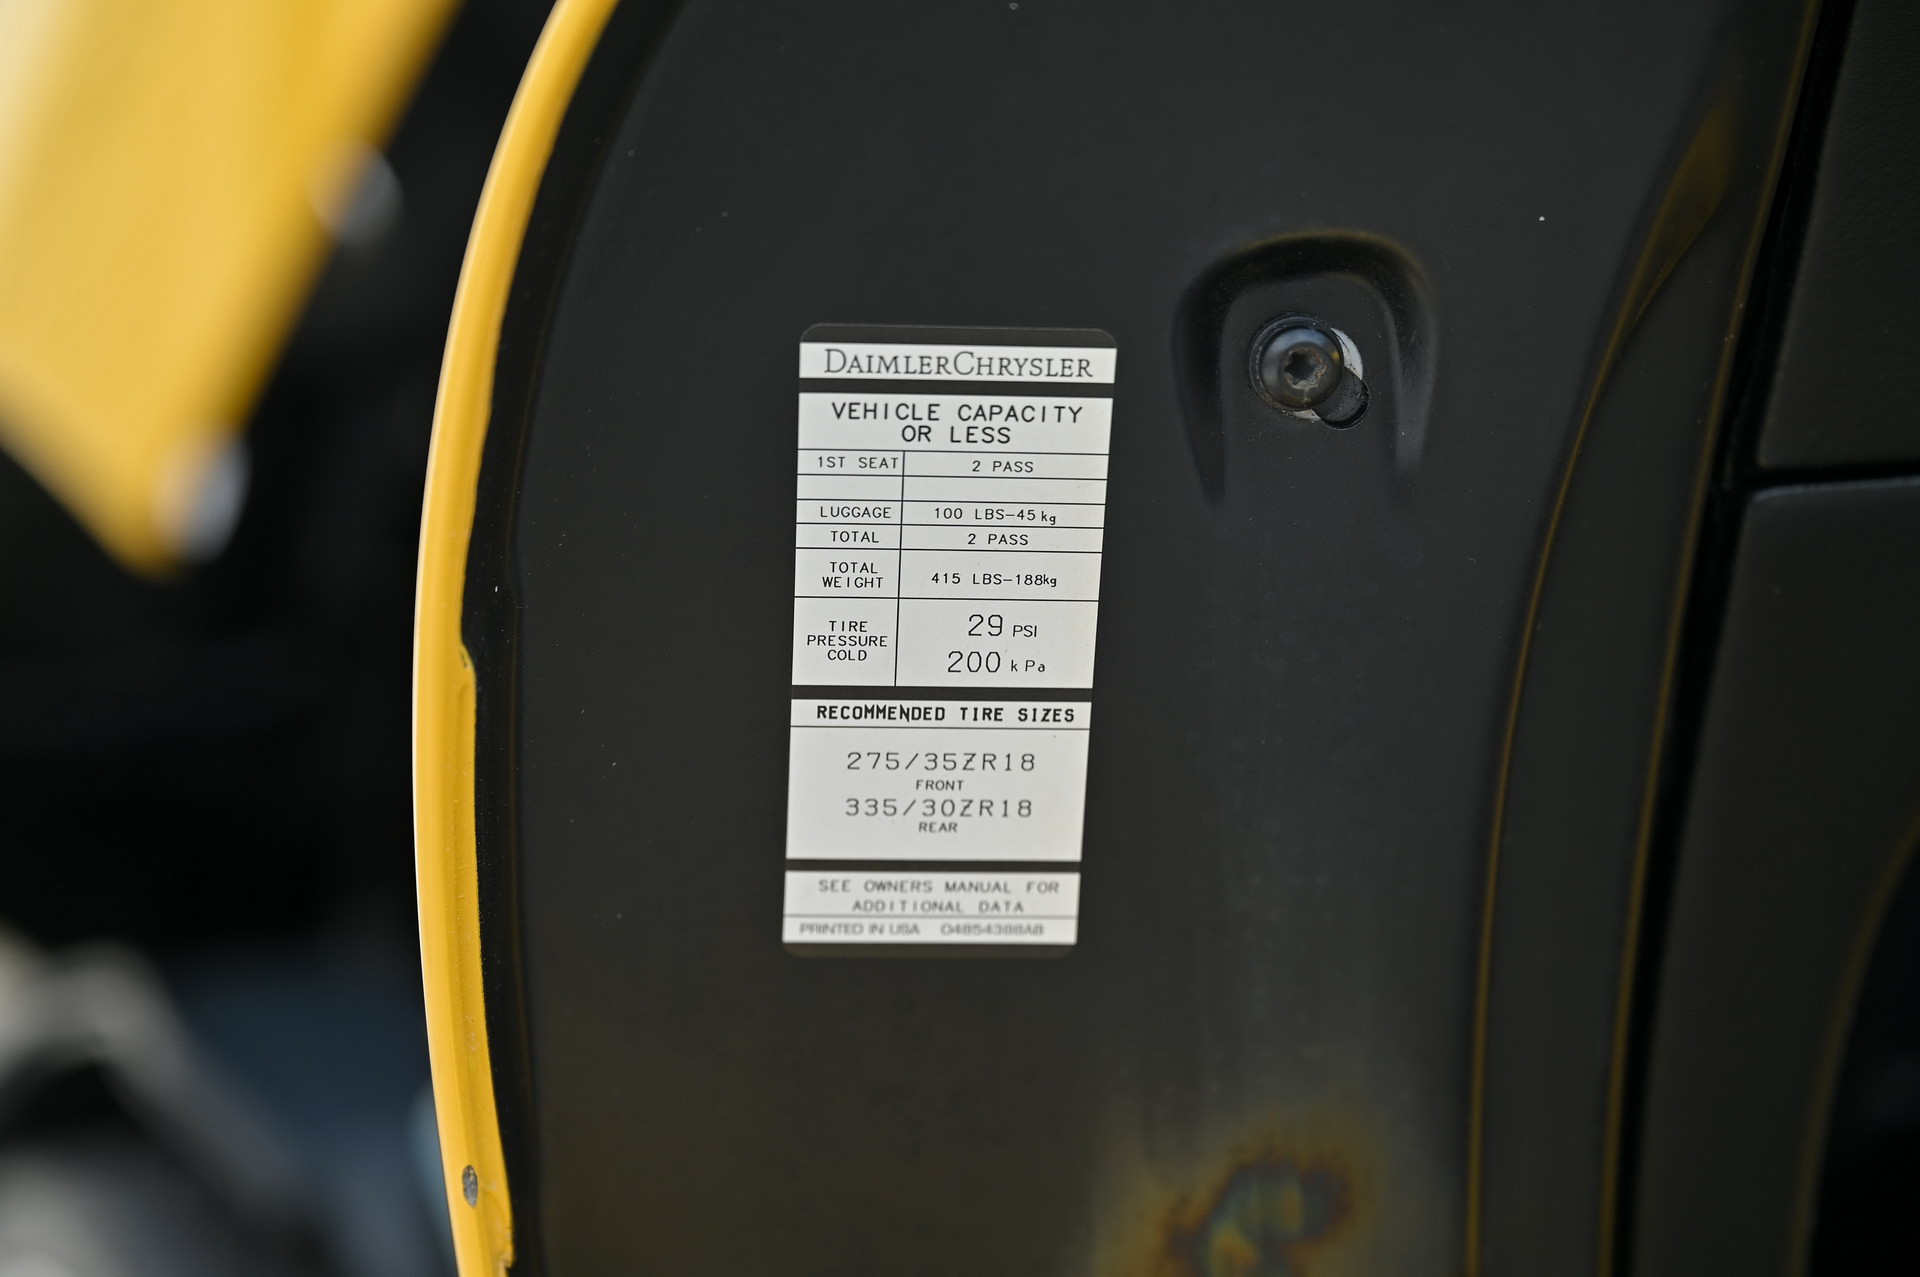 DAIMLERCHRYSLER
VEHICLE CAPACITY
OR LESS
1ST SEAT 2 PASS
LUGGAGE 100 LBS-45 kg
TOTAL 2 PASS
TOTAL
WEIGHT 415 LBS-188kg
TIRE
PRESSURE
COLD
29 PSI
200 kPa
RECOMMENDED TIRE SIZES
275/35ZR18
FRONT
335/30ZR18
REAR
SEE OWNERS MANUAL FOR
ADDITIONAL DATA
PRINTED IN USA 04854388AB